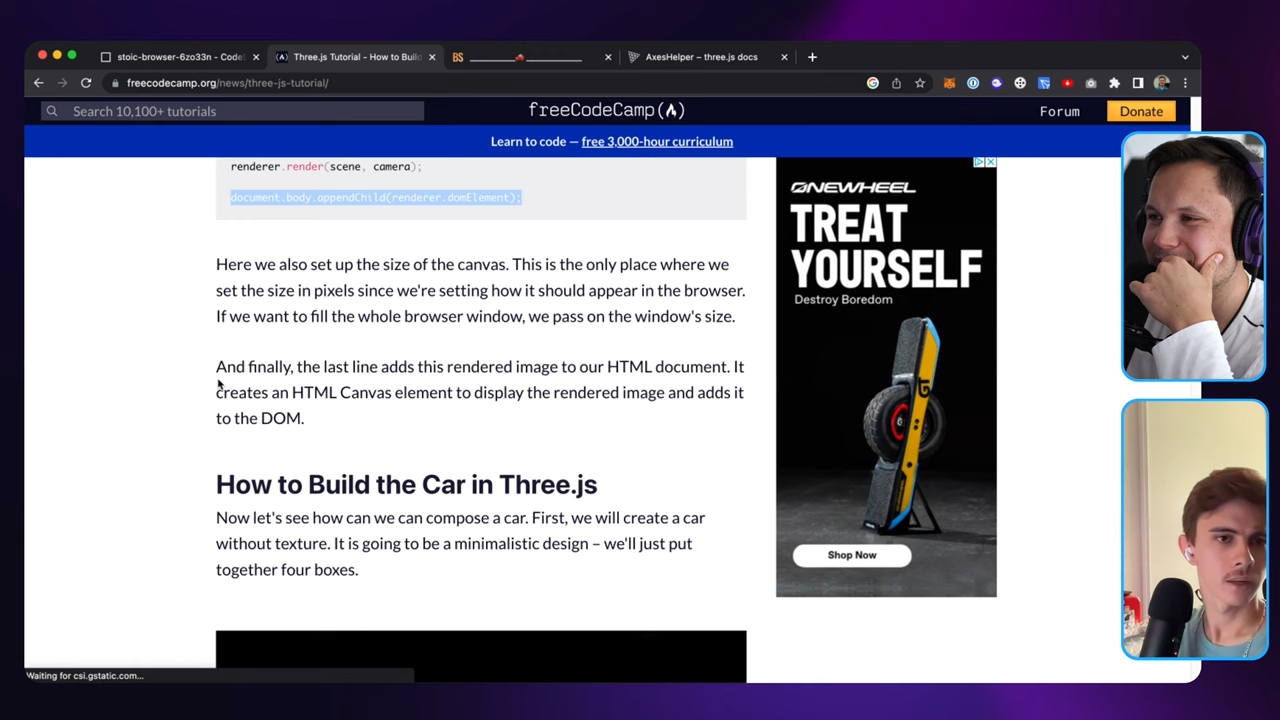 stoic-browser-6zo33n – Code
Three.js Tutorial – How to Build
BS
AxesHelper – three.js docs
freecodecamp.org/news/three-js-tutorial/
Search 10,100+ tutorials
freeCodeCamp
Forum
Donate
Learn to code — free 3,000-hour curriculum
renderer.render(scene, camera);
document.body.appendChild(renderer.domElement);
Here we also set up the size of the canvas. This is the only place where we
set the size in pixels since we're setting how it should appear in the browser.
If we want to fill the whole browser window, we pass on the window's size.
And finally, the last line adds this rendered image to our HTML document. It
creates an HTML Canvas element to display the rendered image and adds it
to the DOM.
How to Build the Car in Three.js
Now let's see how can we can compose a car. First, we will create a car
without texture. It is going to be a minimalistic design – we'll just put
together four boxes.
ONEWHEEL
TREAT
YOURSELF
Destroy Boredom
GT
Shop Now
Waiting for csi.gstatic.com...